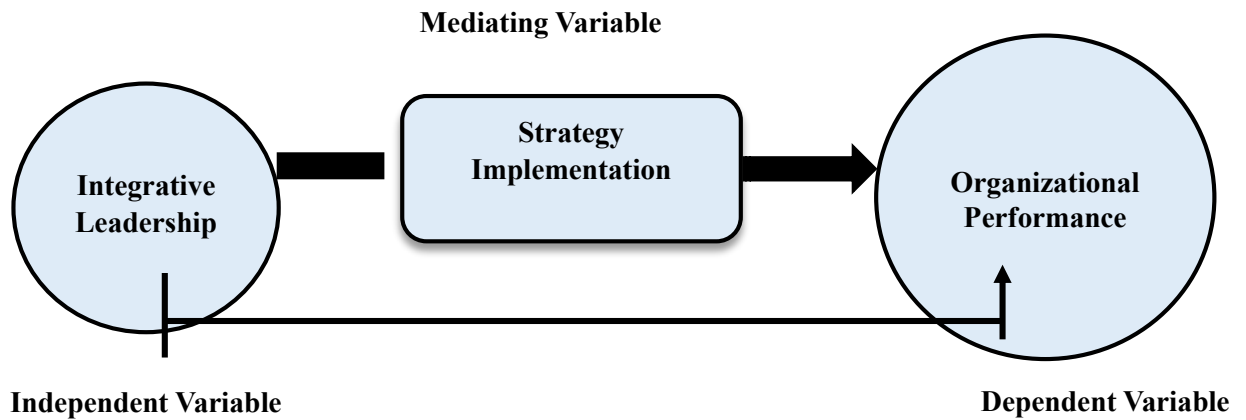 Mediating Variable
Strategy
Implementation
Integrative
Leadership
Organizational
Performance
Independent Variable
Dependent Variable